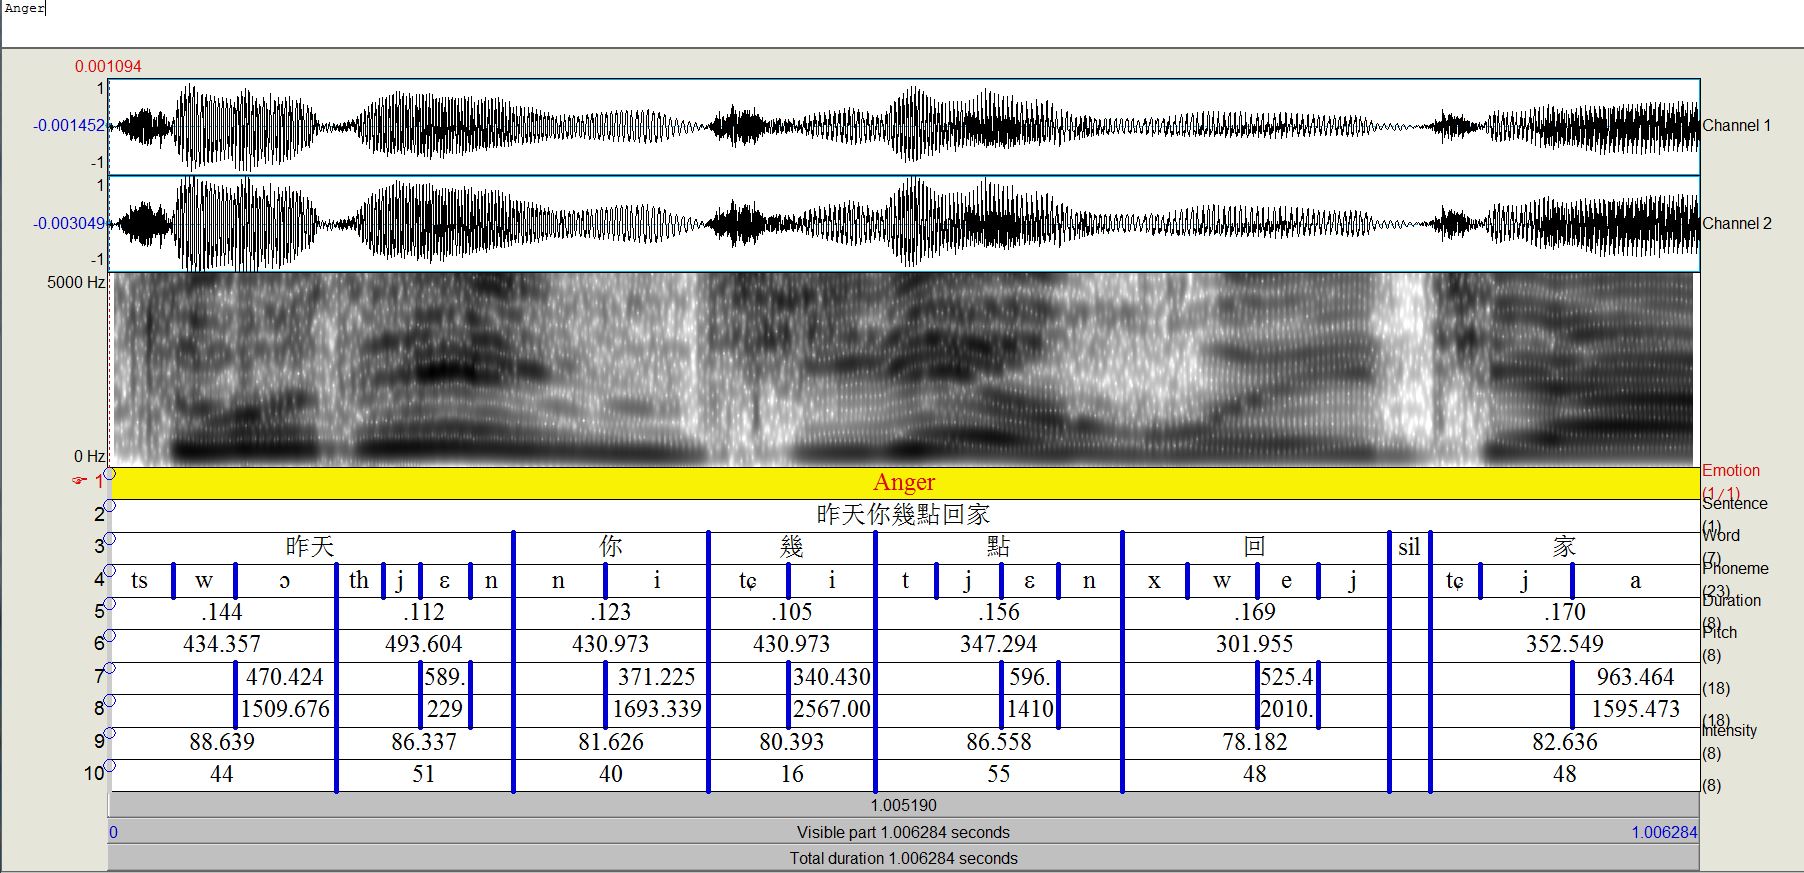 Anger
0.001094
1
-0.001452
Channel 1
-1
1
-0.003049
Channel 2
-1
5000 Hz
0 Hz
☞ 1 Anger Emotion (1/1)
2 昨天你幾點回家 Sentence (1)
3 昨天 你 幾 點 回 sil 家 Word (7)
4 ts w ɔ th j ɛ n n i tɕ i t j ɛ n x w e j tɕ j a Phoneme (23)
5 .144 .112 .123 .105 .156 .169 .170 Duration (8)
6 434.357 493.604 430.973 430.973 347.294 301.955 352.549 Pitch (8)
7 470.424 589. 371.225 340.430 596. 525.4 963.464 (18)
8 1509.676 229 1693.339 2567.00 1410 2010. 1595.473 (18)
9 88.639 86.337 81.626 80.393 86.558 78.182 82.636 Intensity (8)
10 44 51 40 16 55 48 48 (8)
1.005190
0 Visible part 1.006284 seconds 1.006284
Total duration 1.006284 seconds